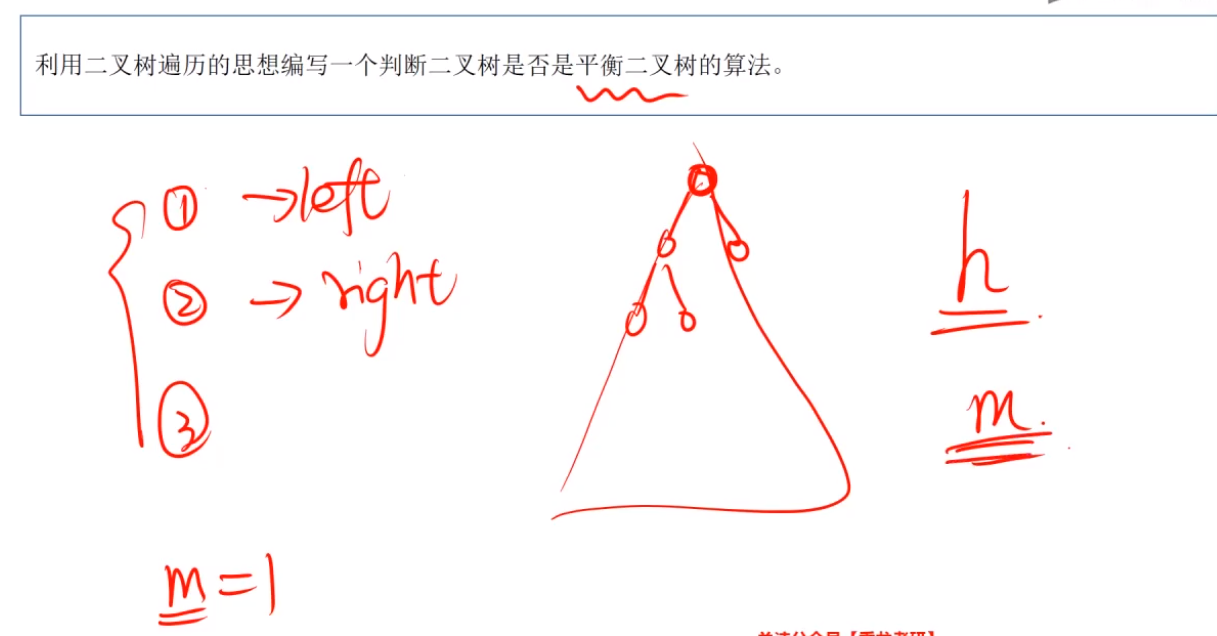 利用二叉树遍历的思想编写一个判断二叉树是否是平衡二叉树的算法。
① →left
② → right
③
h
m.
m=1